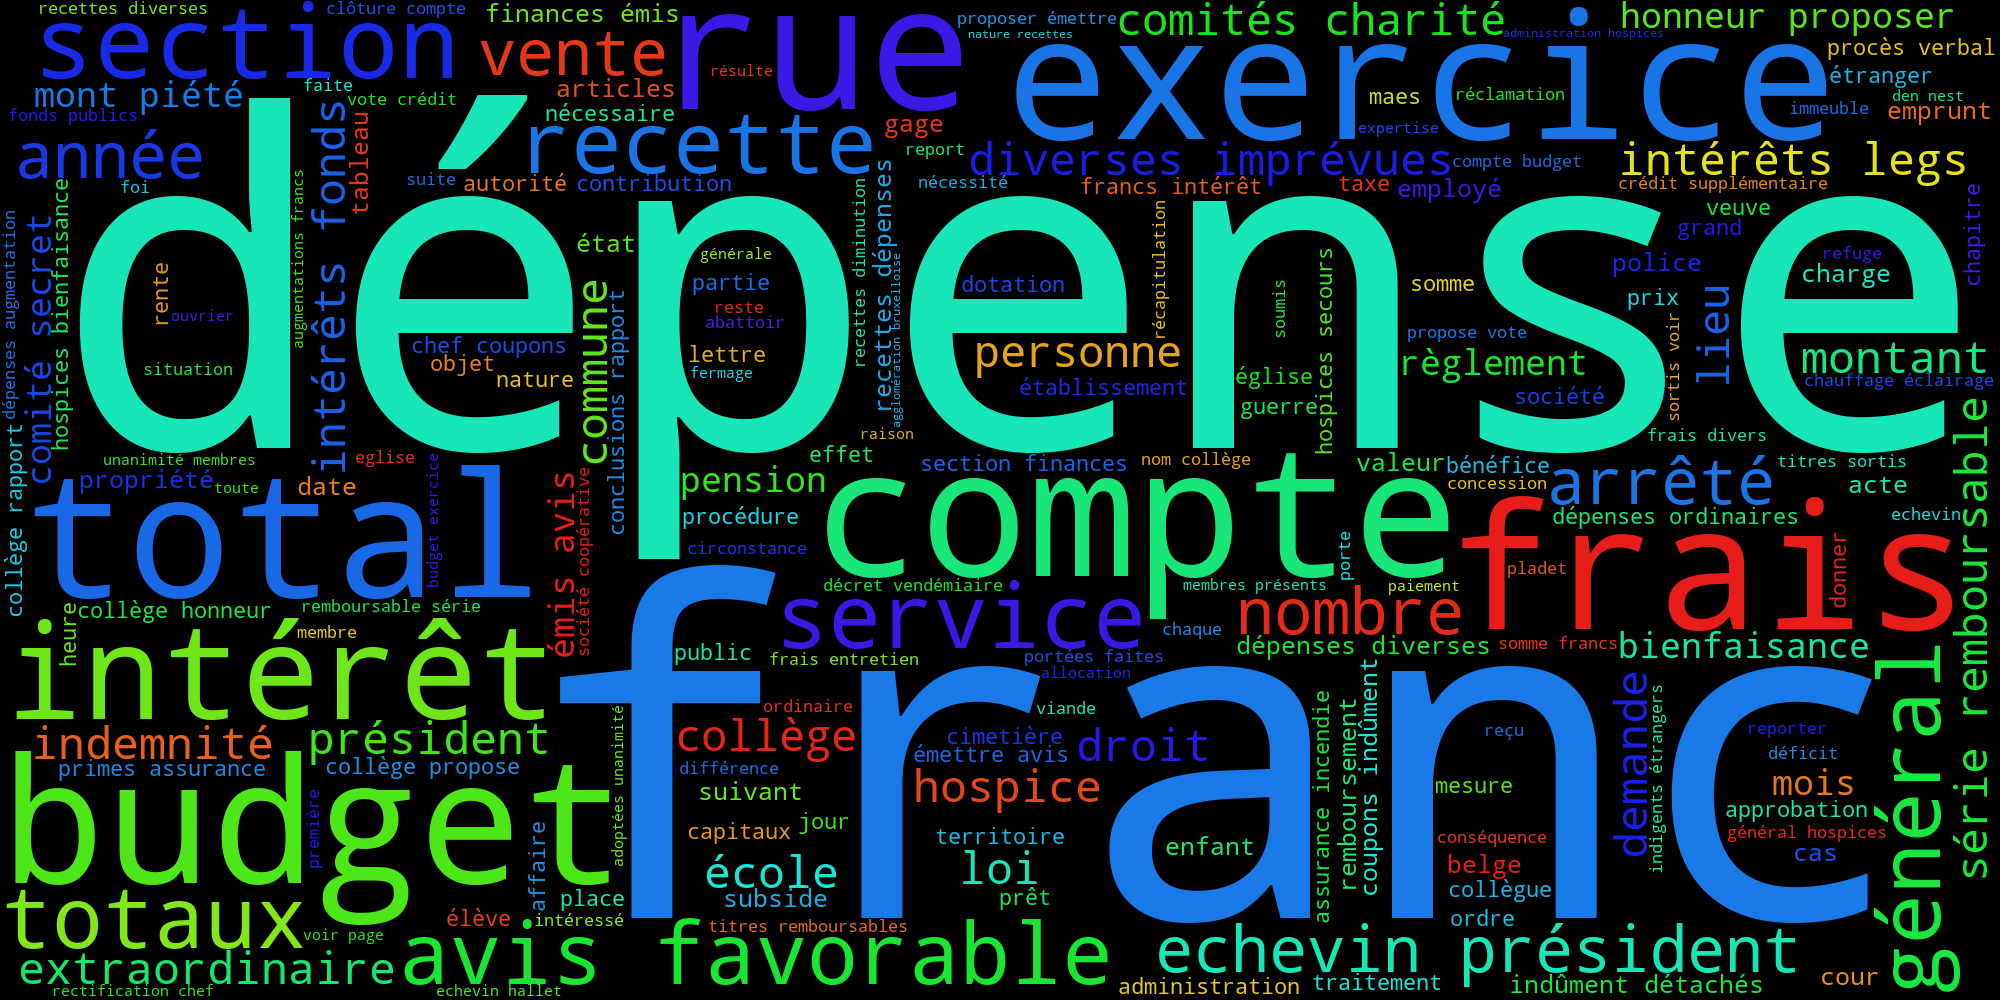 recettes diverses
clôture compte
finances émis
rue
proposer émettre
nature recettes
comités charité
administration hospices
honneur proposer
section
vente
exercice
procès verbal
mont piété
faite
vote crédit
résulte
articles
nécessaire
maes
réclamation
étranger
den nest
immeuble
emprunt
fonds publics
tableau
recette
gage
expertise
année
intérêts fonds
report
diverses imprévues
compte budget
intérêts legs
foi
suite
autorité
contribution
nécessité
francs intérêt
taxe
employé
crédit supplémentaire
veuve
grand
chapitre
dépense
dépenses augmentation
comité secret
hospices bienfaisance
augmentations francs
rente
ouvrier
situation
état
générale
partie
reste
abattoir
lettre
fermage
recettes diminution
recettes dépenses
agglomération bruxelloise
dotation
récapitulation
soumis
hospices secours
somme
police
refuge
charge
prix
lieu
propose vote
chef coupons
objet
nature
commune
conclusions rapport
personne
établissement
église
guerre
règlement
société
sortis voir
montant
chauffage éclairage
raison
frais divers
unanimité membres
eglise
effet
section finances
nom collège
valeur
bénéfice
concession
titres sortis
propriété
toute
date
budget exercice
émis avis
société coopérative
pension
compte
arrêté
acte
procédure
circonstance
total
frais
dépenses ordinaires
echevin
série remboursable
collège rapport
porte
pladet
donner
décret vendémiaire
membres présents
paiement
collège honneur
remboursable série
heure
membre
service
nombre
chaque
intérêt
public
frais entretien
portées faites
allocation
dépenses diverses
somme francs
bienfaisance
franc
général
indemnité
président
adoptées unanimité
ordinaire
collège
viande
cimetière
émettre avis
droit
assurance incendie
remboursement
coupons indûment
reçu
demande
indigents étrangers
reporter
déficit
primes assurance
collège propose
différence
hospice
suivant
mesure
mois
budget
première
affaire
capitaux
jour
territoire
enfant
conséquence
approbation
général hospices
école
loi
belge
cas
totaux
place
subside
prêt
collègue
élève
intéressé
ordre
voir page
titres remboursables
extraordinaire
avis favorable
echevin président
cour
rectification chef
echevin hallet
administration
traitement
indûment détachés